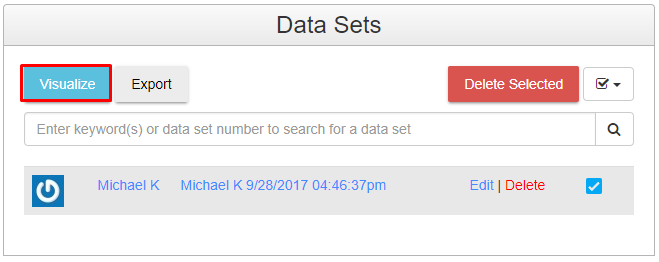 Data Sets
Visualize Export Delete Selected
Enter keyword(s) or data set number to search for a data set
Michael K Michael K 9/28/2017 04:46:37pm Edit | Delete